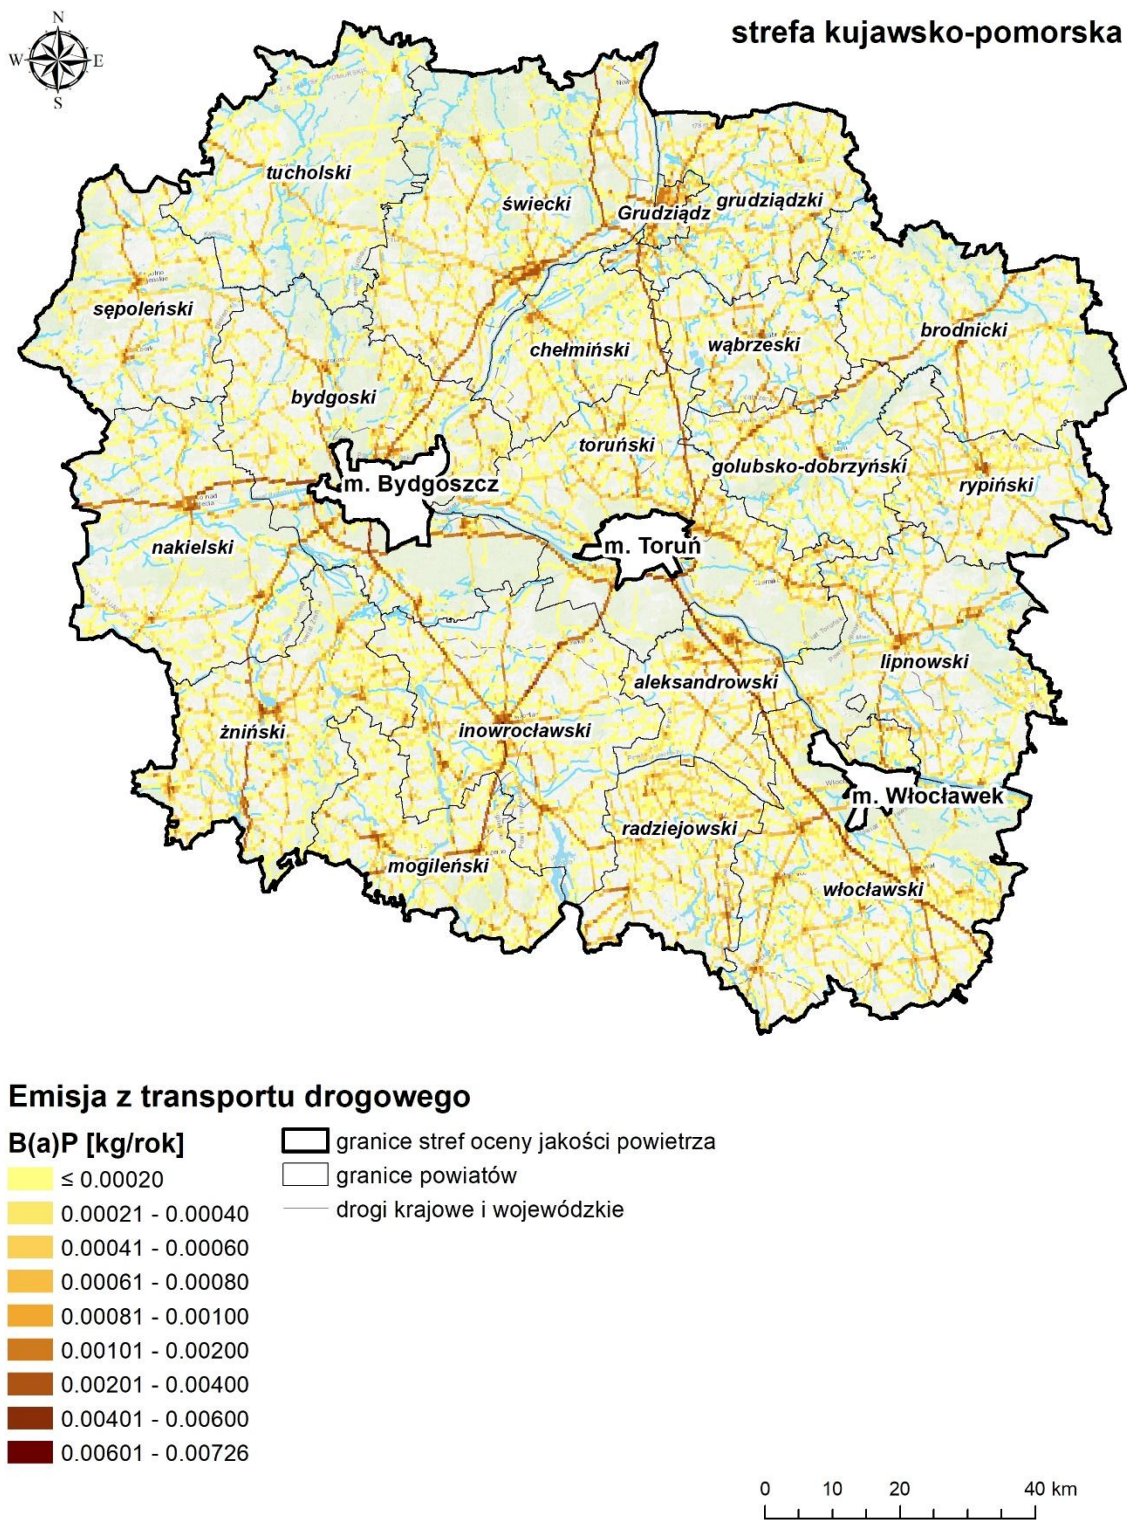 N
W E
S
strefa kujawsko-pomorska
tucholski
świecki
Grudziądz
grudziądzki
sępoleński
brodnicki
chełmiński
wąbrzeski
bydgoski
toruński
golubsko-dobrzyński
rypiński
m. Bydgoszcz
nakielski
m. Toruń
lipnowski
aleksandrowski
żniński
inowrocławski
m. Włocławek
radziejowski
mogileński
włocławski
Emisja z transportu drogowego
B(a)P [kg/rok]
≤ 0.00020
0.00021 - 0.00040
0.00041 - 0.00060
0.00061 - 0.00080
0.00081 - 0.00100
0.00101 - 0.00200
0.00201 - 0.00400
0.00401 - 0.00600
0.00601 - 0.00726
granice stref oceny jakości powietrza
granice powiatów
drogi krajowe i wojewódzkie
0 10 20 40 km